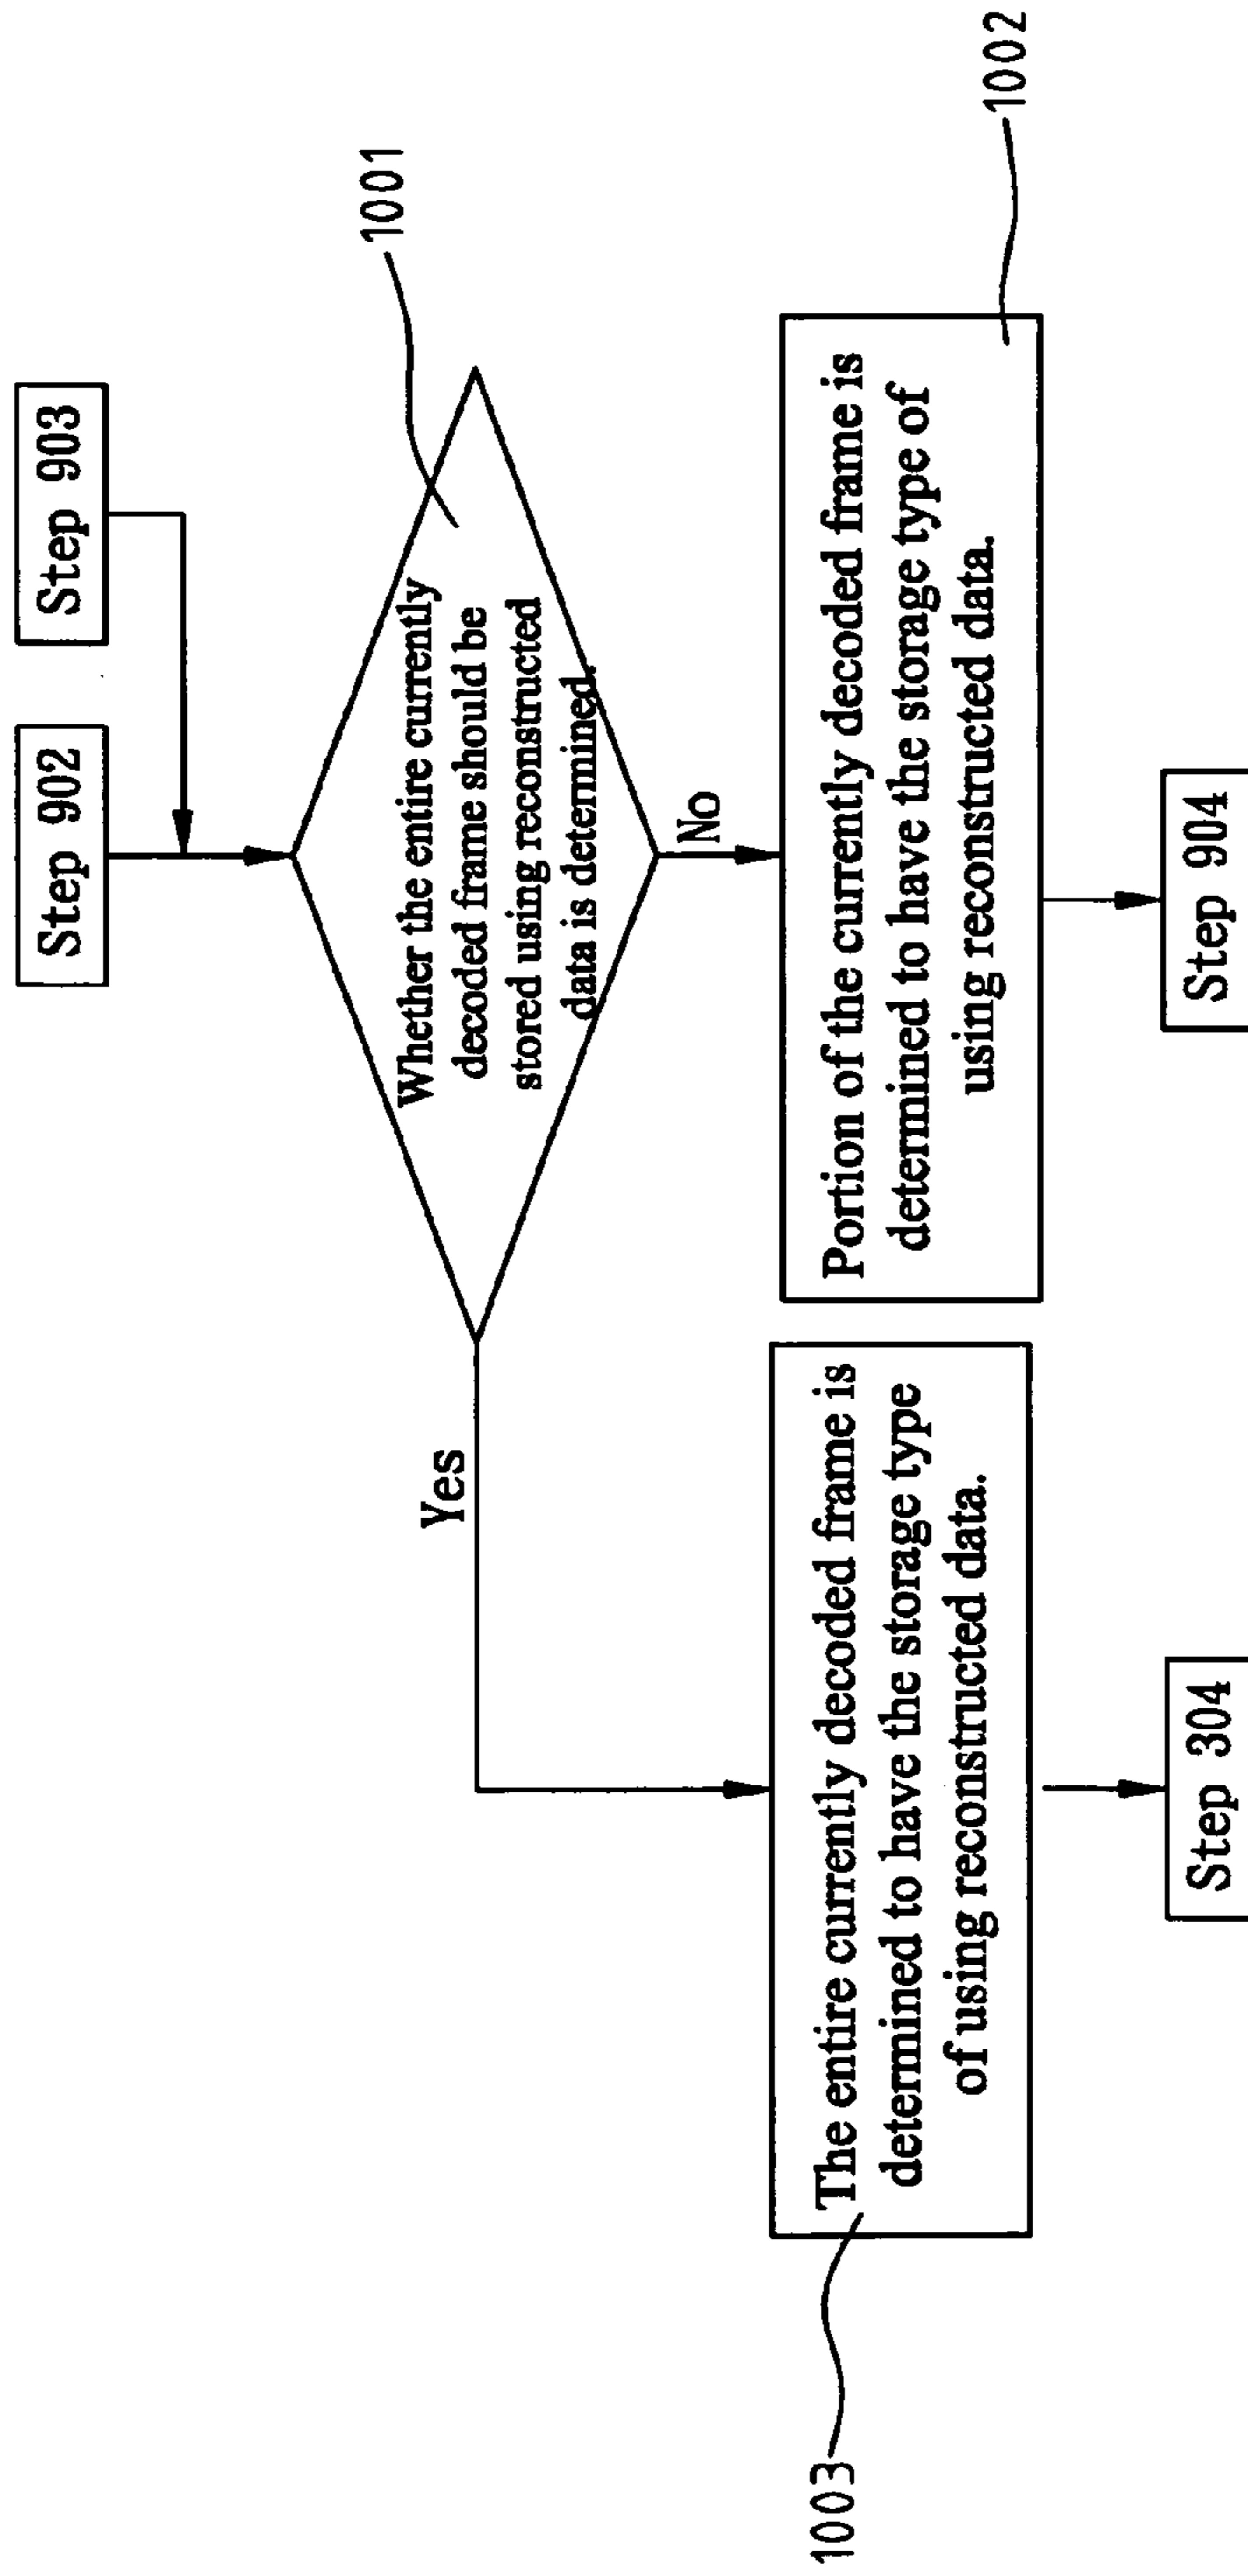 Step 902
Step 903
1001
Whether the entire currently
decoded frame should be
stored using reconstructed
data is determined.
Yes
No
1003
The entire currently decoded frame is
determined to have the storage type
of using reconstructed data.
Portion of the currently decoded frame is
determined to have the storage type of
using reconstructed data.
1002
Step 304
Step 904